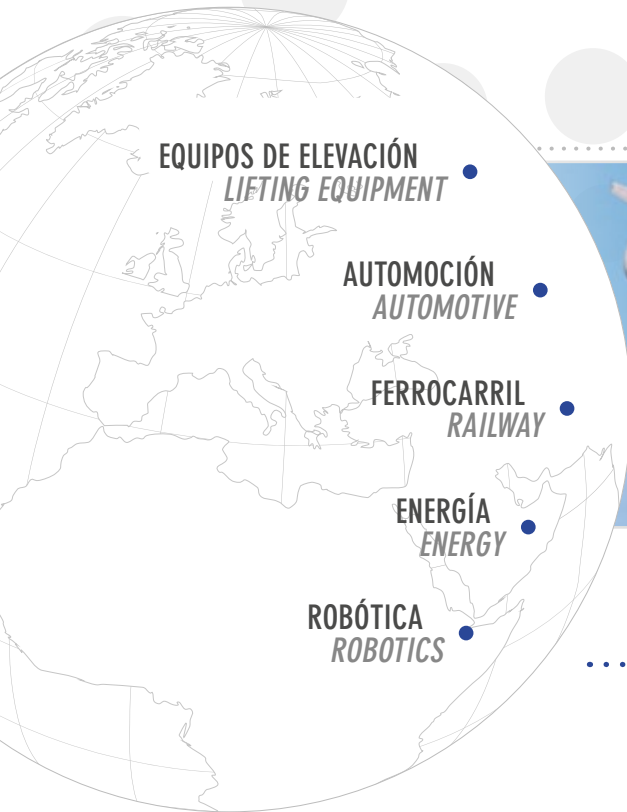 EQUIPOS DE ELEVACIÓN
LIFTING EQUIPMENT
AUTOMOCIÓN
AUTOMOTIVE
FERROCARRIL
RAILWAY
ENERGÍA
ENERGY
ROBÓTICA
ROBOTICS